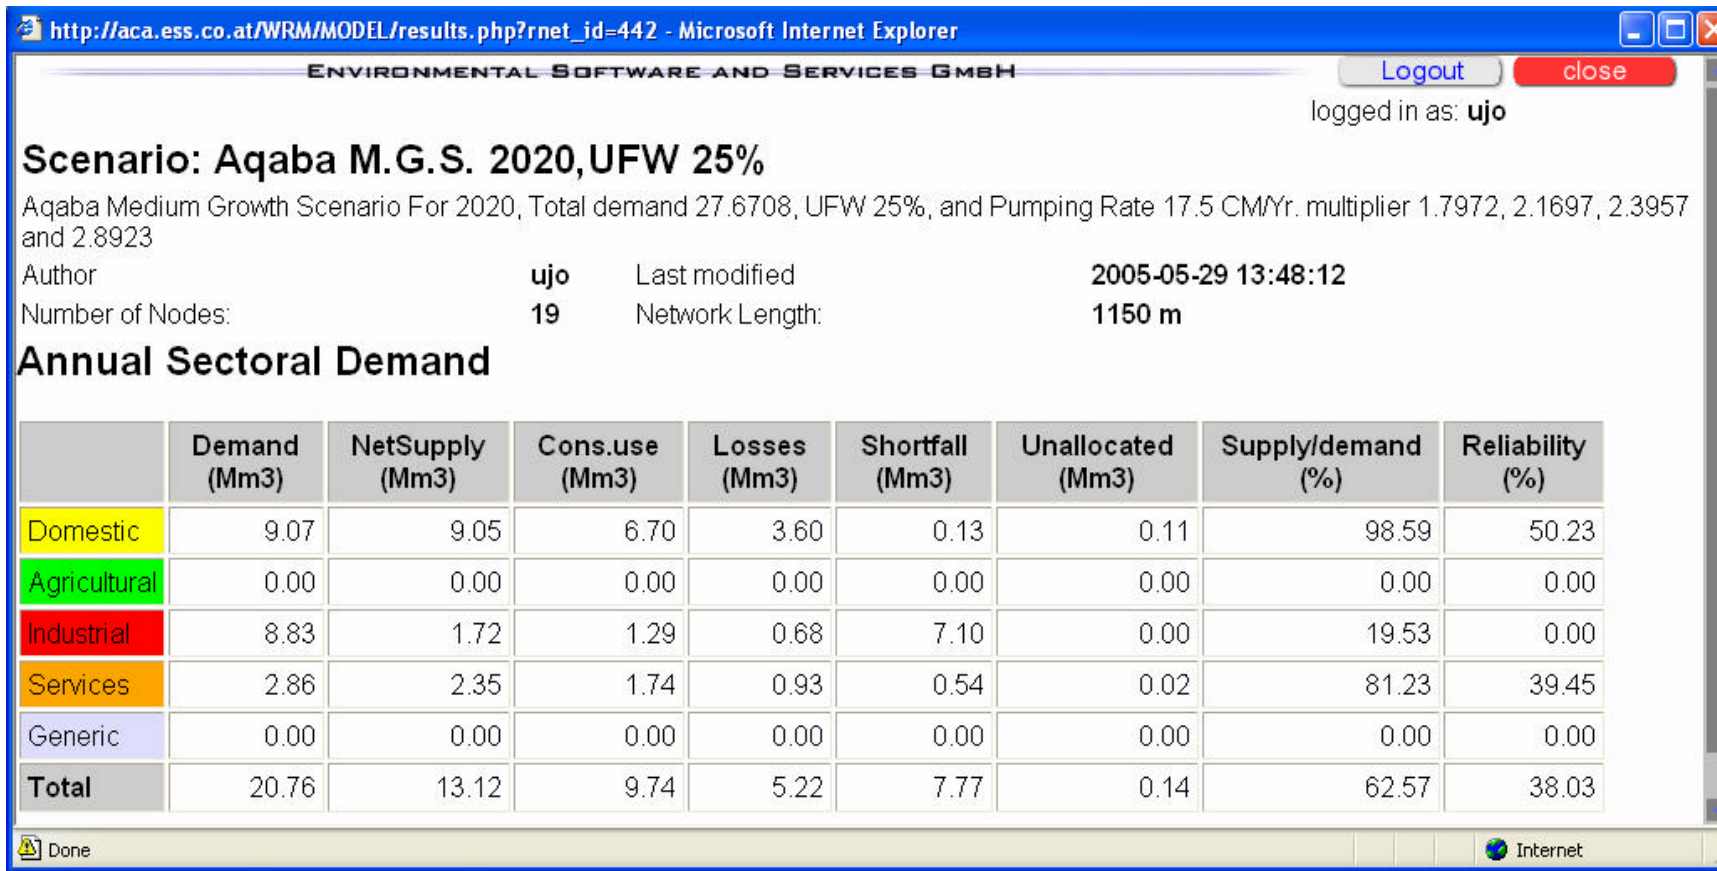 http://aca.ess.co.at/WRM/MODEL/results.php?rnet_id=442 - Microsoft Internet Explorer
ENVIRONMENTAL SOFTWARE AND SERVICES GMBH Logout close
logged in as: ujo
Scenario: Aqaba M.G.S. 2020,UFW 25%
Aqaba Medium Growth Scenario For 2020, Total demand 27.6708, UFW 25%, and Pumping Rate 17.5 CM/Yr. multiplier 1.7972, 2.1697, 2.3957
and 2.8923
Author ujo Last modified 2005-05-29 13:48:12
Number of Nodes: 19 Network Length: 1150 m
Annual Sectoral Demand
Demand NetSupply Cons.use Losses Shortfall Unallocated Supply/demand Reliability
(Mm3) (Mm3) (Mm3) (Mm3) (Mm3) (Mm3) (%) (%)
Domestic 9.07 9.05 6.70 3.60 0.13 0.11 98.59 50.23
Agricultural 0.00 0.00 0.00 0.00 0.00 0.00 0.00 0.00
Industrial 8.83 1.72 1.29 0.68 7.10 0.00 19.53 0.00
Services 2.86 2.35 1.74 0.93 0.54 0.02 81.23 39.45
Generic 0.00 0.00 0.00 0.00 0.00 0.00 0.00 0.00
Total 20.76 13.12 9.74 5.22 7.77 0.14 62.57 38.03
Done Internet